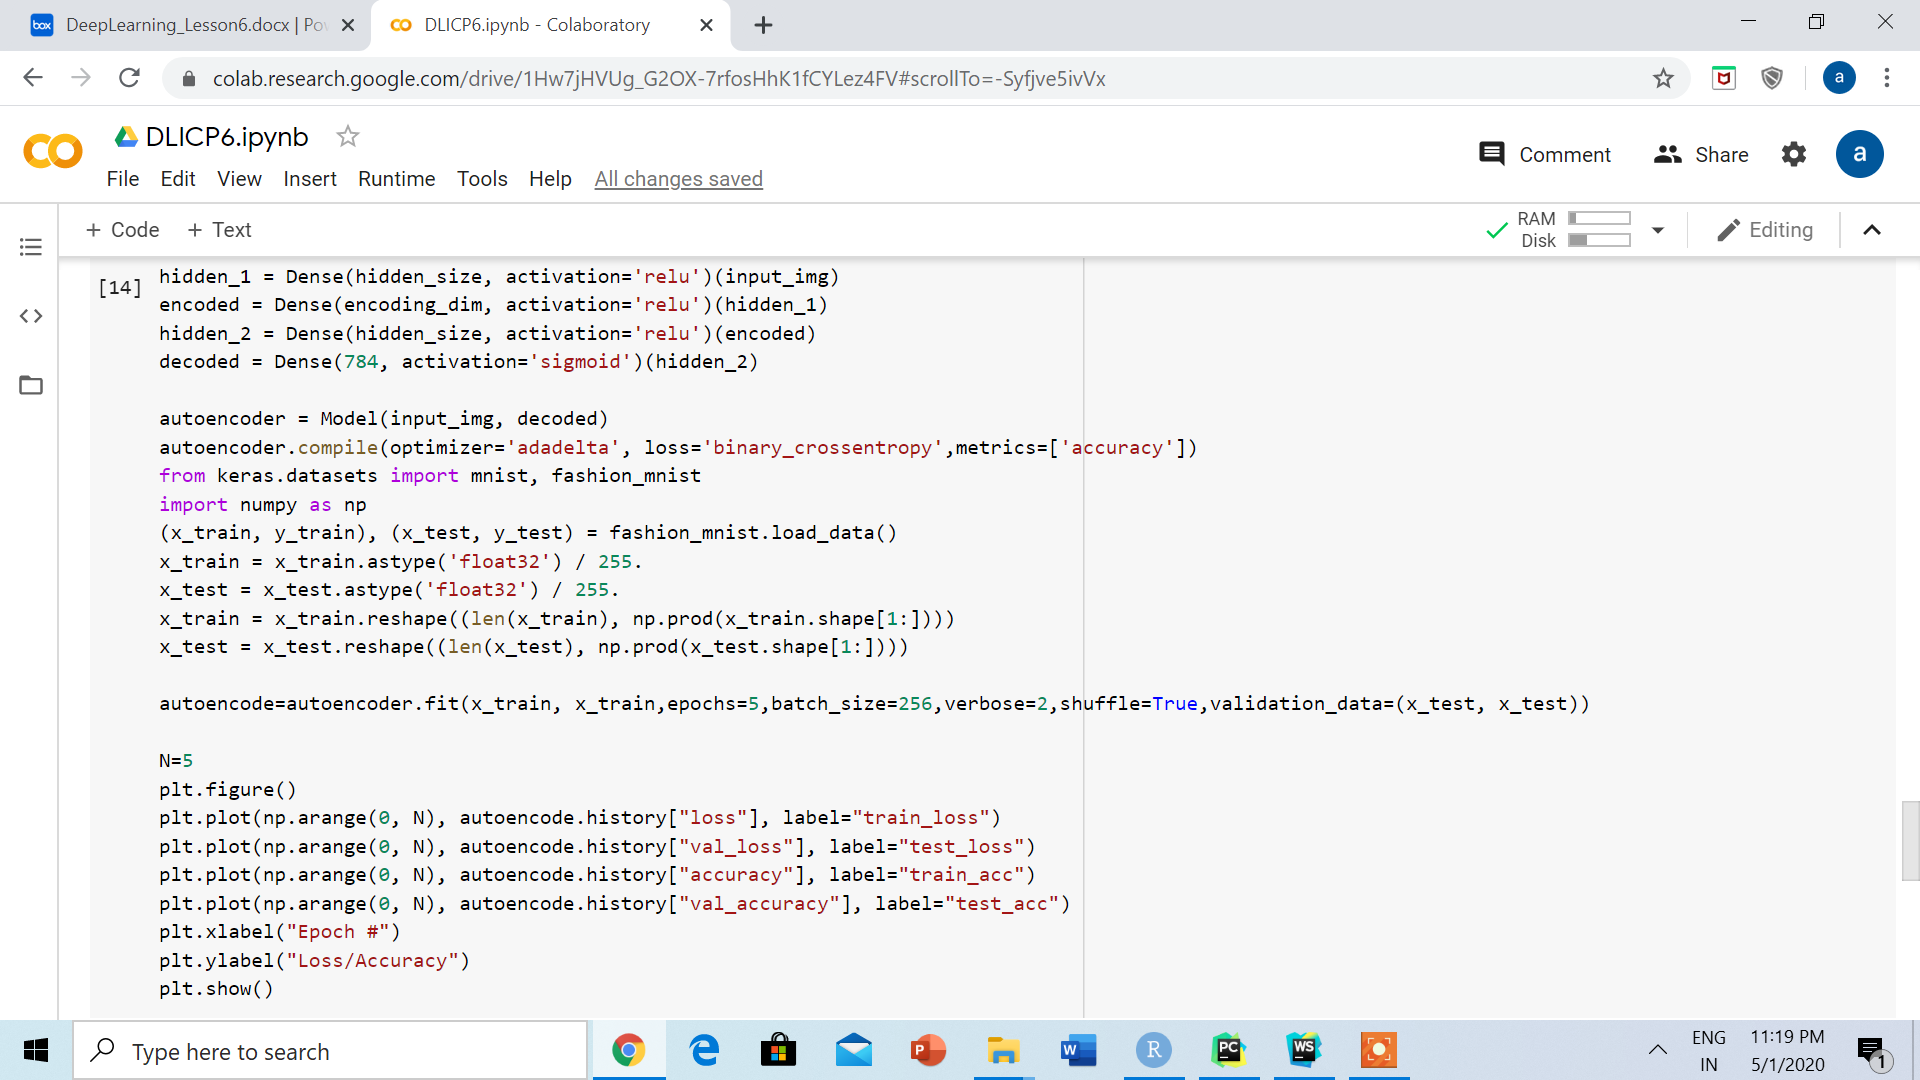 DeepLearning_Lesson6.docx | Po
DLICP6.ipynb - Colaboratory
colab.research.google.com/drive/1Hw7jHVUg_G2OX-7rfosHhK1fCYLez4FV#scrollTo=-Syfjve5ivVx
a
DLICP6.ipynb
Comment
Share
a
File Edit View Insert Runtime Tools Help All changes saved
+ Code + Text
RAM
Disk
Editing
[14]
hidden_1 = Dense(hidden_size, activation='relu')(input_img)
encoded = Dense(encoding_dim, activation='relu')(hidden_1)
hidden_2 = Dense(hidden_size, activation='relu')(encoded)
decoded = Dense(784, activation='sigmoid')(hidden_2)
autoencoder = Model(input_img, decoded)
autoencoder.compile(optimizer='adadelta', loss='binary_crossentropy',metrics=['accuracy'])
from keras.datasets import mnist, fashion_mnist
import numpy as np
(x_train, y_train), (x_test, y_test) = fashion_mnist.load_data()
x_train = x_train.astype('float32') / 255.
x_test = x_test.astype('float32') / 255.
x_train = x_train.reshape((len(x_train), np.prod(x_train.shape[1:])))
x_test = x_test.reshape((len(x_test), np.prod(x_test.shape[1:])))
autoencode=autoencoder.fit(x_train, x_train,epochs=5,batch_size=256,verbose=2,shuffle=True,validation_data=(x_test, x_test))
N=5
plt.figure()
plt.plot(np.arange(0, N), autoencode.history["loss"], label="train_loss")
plt.plot(np.arange(0, N), autoencode.history["val_loss"], label="test_loss")
plt.plot(np.arange(0, N), autoencode.history["accuracy"], label="train_acc")
plt.plot(np.arange(0, N), autoencode.history["val_accuracy"], label="test_acc")
plt.xlabel("Epoch #")
plt.ylabel("Loss/Accuracy")
plt.show()
Type here to search
ENG
IN
11:19 PM
5/1/2020
1